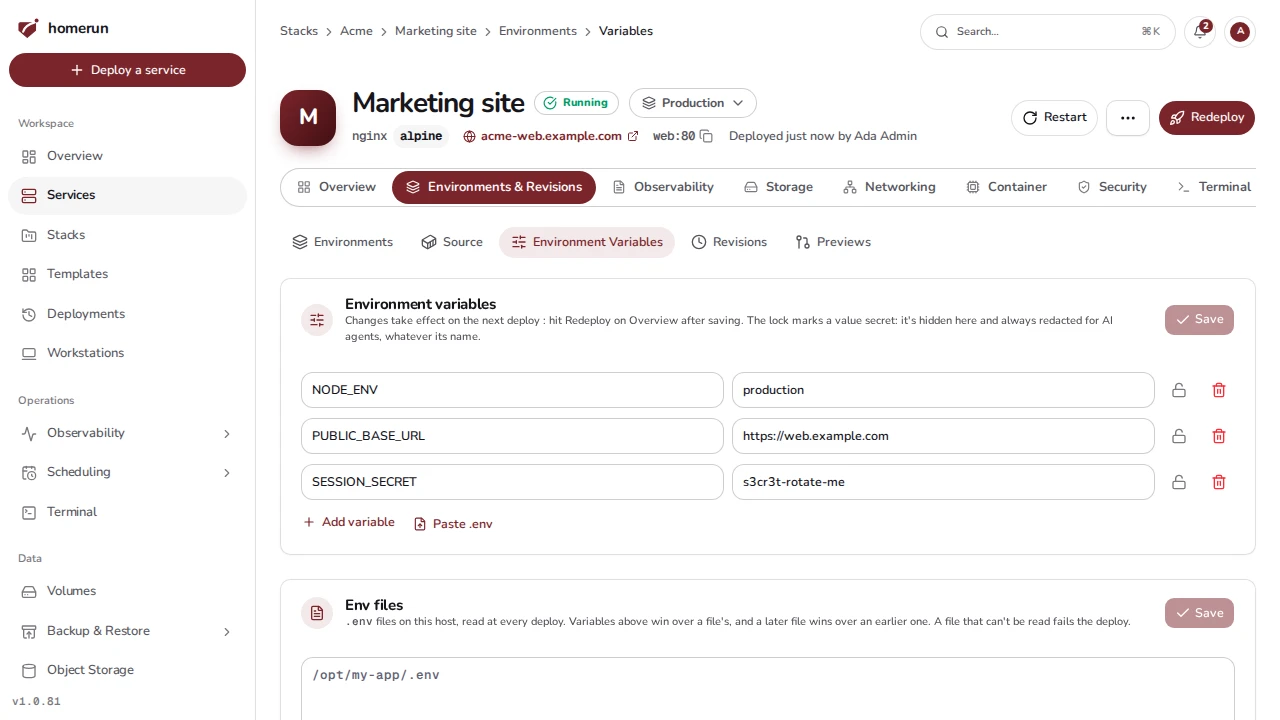 homerun
Stacks > Acme > Marketing site > Environments > Variables
Search...
⌘K
2
A
Deploy a service
Workspace
Overview
Services
Stacks
Templates
Deployments
Workstations
Operations
Observability
Scheduling
Terminal
Data
Volumes
Backup & Restore
Object Storage
v1.0.81
M
Marketing site
Running
Production
nginx alpine
acme-web.example.com
web:80
Deployed just now by Ada Admin
Restart
Redeploy
Overview
Environments & Revisions
Observability
Storage
Networking
Container
Security
Terminal
Environments
Source
Environment Variables
Revisions
Previews
Environment variables
Changes take effect on the next deploy : hit Redeploy on Overview after saving. The lock marks a value secret: it's hidden here and always redacted for AI
agents, whatever its name.
Save
NODE_ENV
production
PUBLIC_BASE_URL
https://web.example.com
SESSION_SECRET
s3cr3t-rotate-me
Add variable
Paste .env
Env files
.env files on this host, read at every deploy. Variables above win over a file's, and a later file wins over an earlier one. A file that can't be read fails the deploy.
Save
/opt/my-app/.env